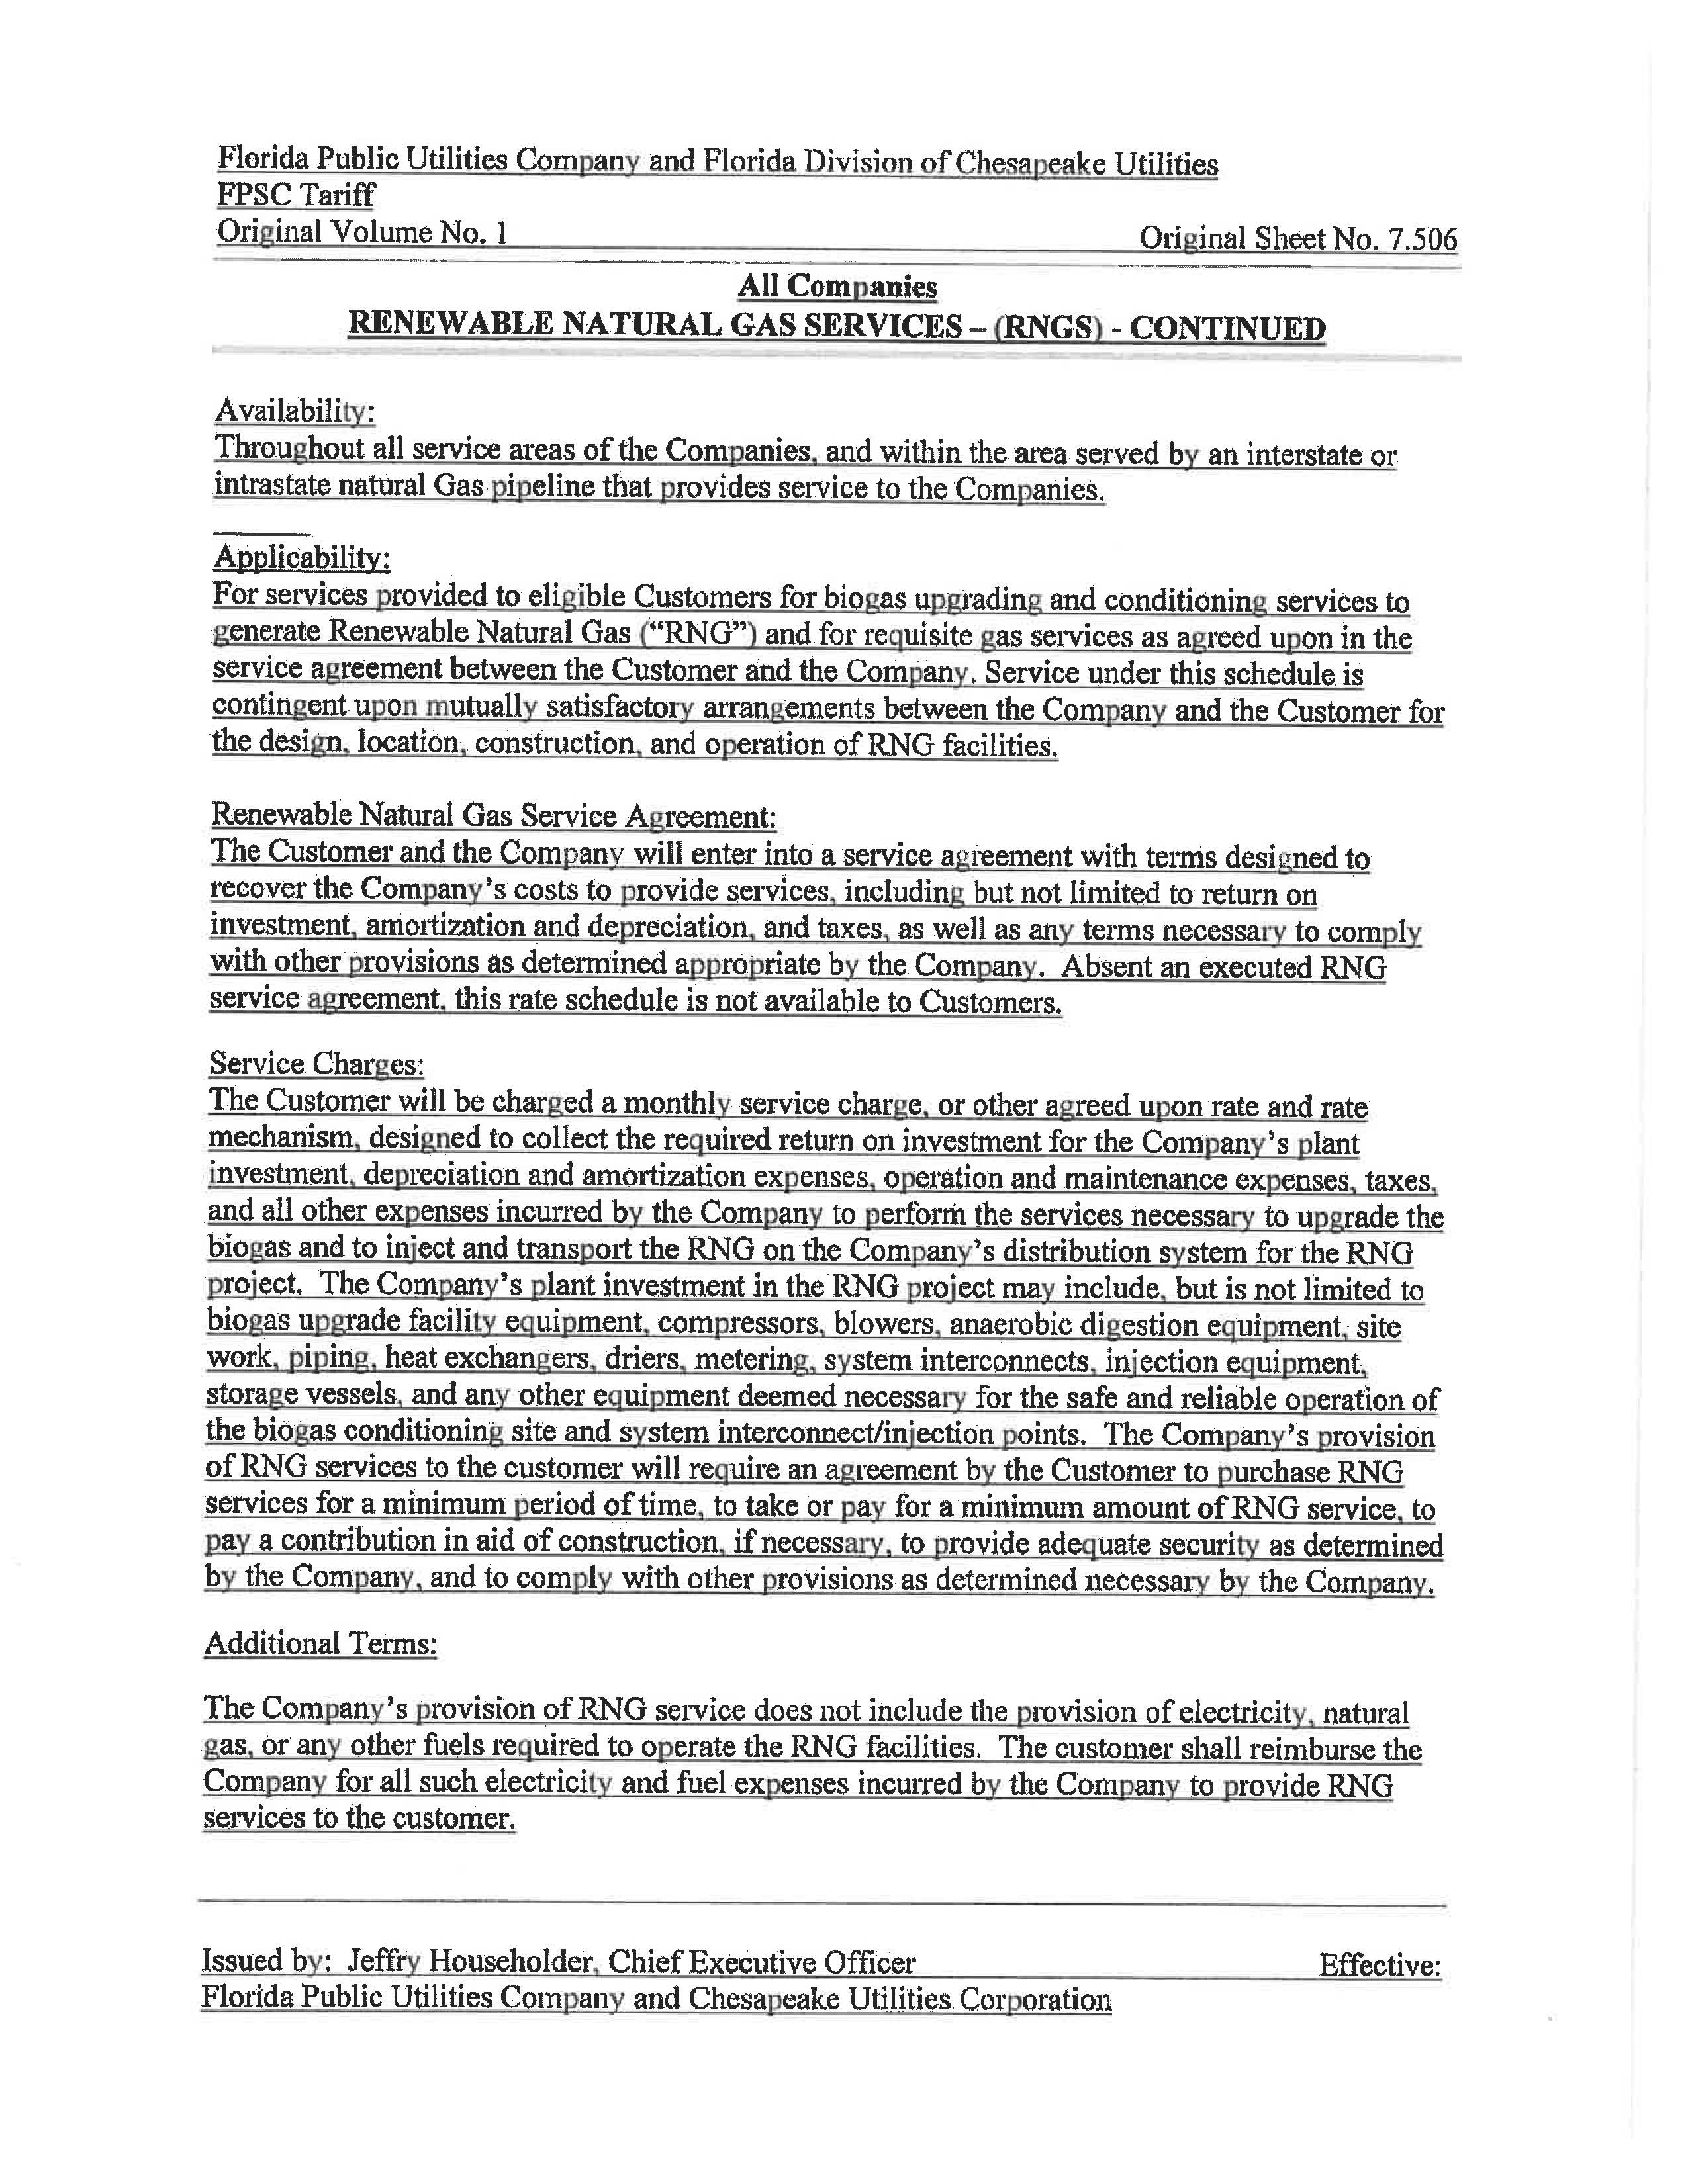 Florida Public Utilities Company and Florida Division of Chesapeake Utilities
FPSC Tariff
Original Volume No. 1 Original Sheet No. 7.506
All Companies
RENEWABLE NATURAL GAS SERVICES – (RNGS) - CONTINUED
Availability:
Throughout all service areas of the Companies, and within the area served by an interstate or
intrastate natural Gas pipeline that provides service to the Companies.
Applicability:
For services provided to eligible Customers for biogas upgrading and conditioning services to
generate Renewable Natural Gas (“RNG”) and for requisite gas services as agreed upon in the
service agreement between the Customer and the Company. Service under this schedule is
contingent upon mutually satisfactory arrangements between the Company and the Customer for
the design, location, construction, and operation of RNG facilities.
Renewable Natural Gas Service Agreement:
The Customer and the Company will enter into a service agreement with terms designed to
recover the Company’s costs to provide services, including but not limited to return on
investment, amortization and depreciation, and taxes, as well as any terms necessary to comply
with other provisions as determined appropriate by the Company. Absent an executed RNG
service agreement, this rate schedule is not available to Customers.
Service Charges:
The Customer will be charged a monthly service charge, or other agreed upon rate and rate
mechanism, designed to collect the required return on investment for the Company’s plant
investment, depreciation and amortization expenses, operation and maintenance expenses, taxes,
and all other expenses incurred by the Company to perform the services necessary to upgrade the
biogas and to inject and transport the RNG on the Company’s distribution system for the RNG
project. The Company’s plant investment in the RNG project may include, but is not limited to
biogas upgrade facility equipment, compressors, blowers, anaerobic digestion equipment, site
work, piping, heat exchangers, driers, metering, system interconnects, injection equipment,
storage vessels, and any other equipment deemed necessary for the safe and reliable operation of
the biogas conditioning site and system interconnect/injection points. The Company’s provision
of RNG services to the customer will require an agreement by the Customer to purchase RNG
services for a minimum period of time, to take or pay for a minimum amount of RNG service, to
pay a contribution in aid of construction, if necessary, to provide adequate security as determined
by the Company, and to comply with other provisions as determined necessary by the Company.
Additional Terms:
The Company’s provision of RNG service does not include the provision of electricity, natural
gas, or any other fuels required to operate the RNG facilities. The customer shall reimburse the
Company for all such electricity and fuel expenses incurred by the Company to provide RNG
services to the customer.
Issued by: Jeffry Householder, Chief Executive Officer Effective:
Florida Public Utilities Company and Chesapeake Utilities Corporation